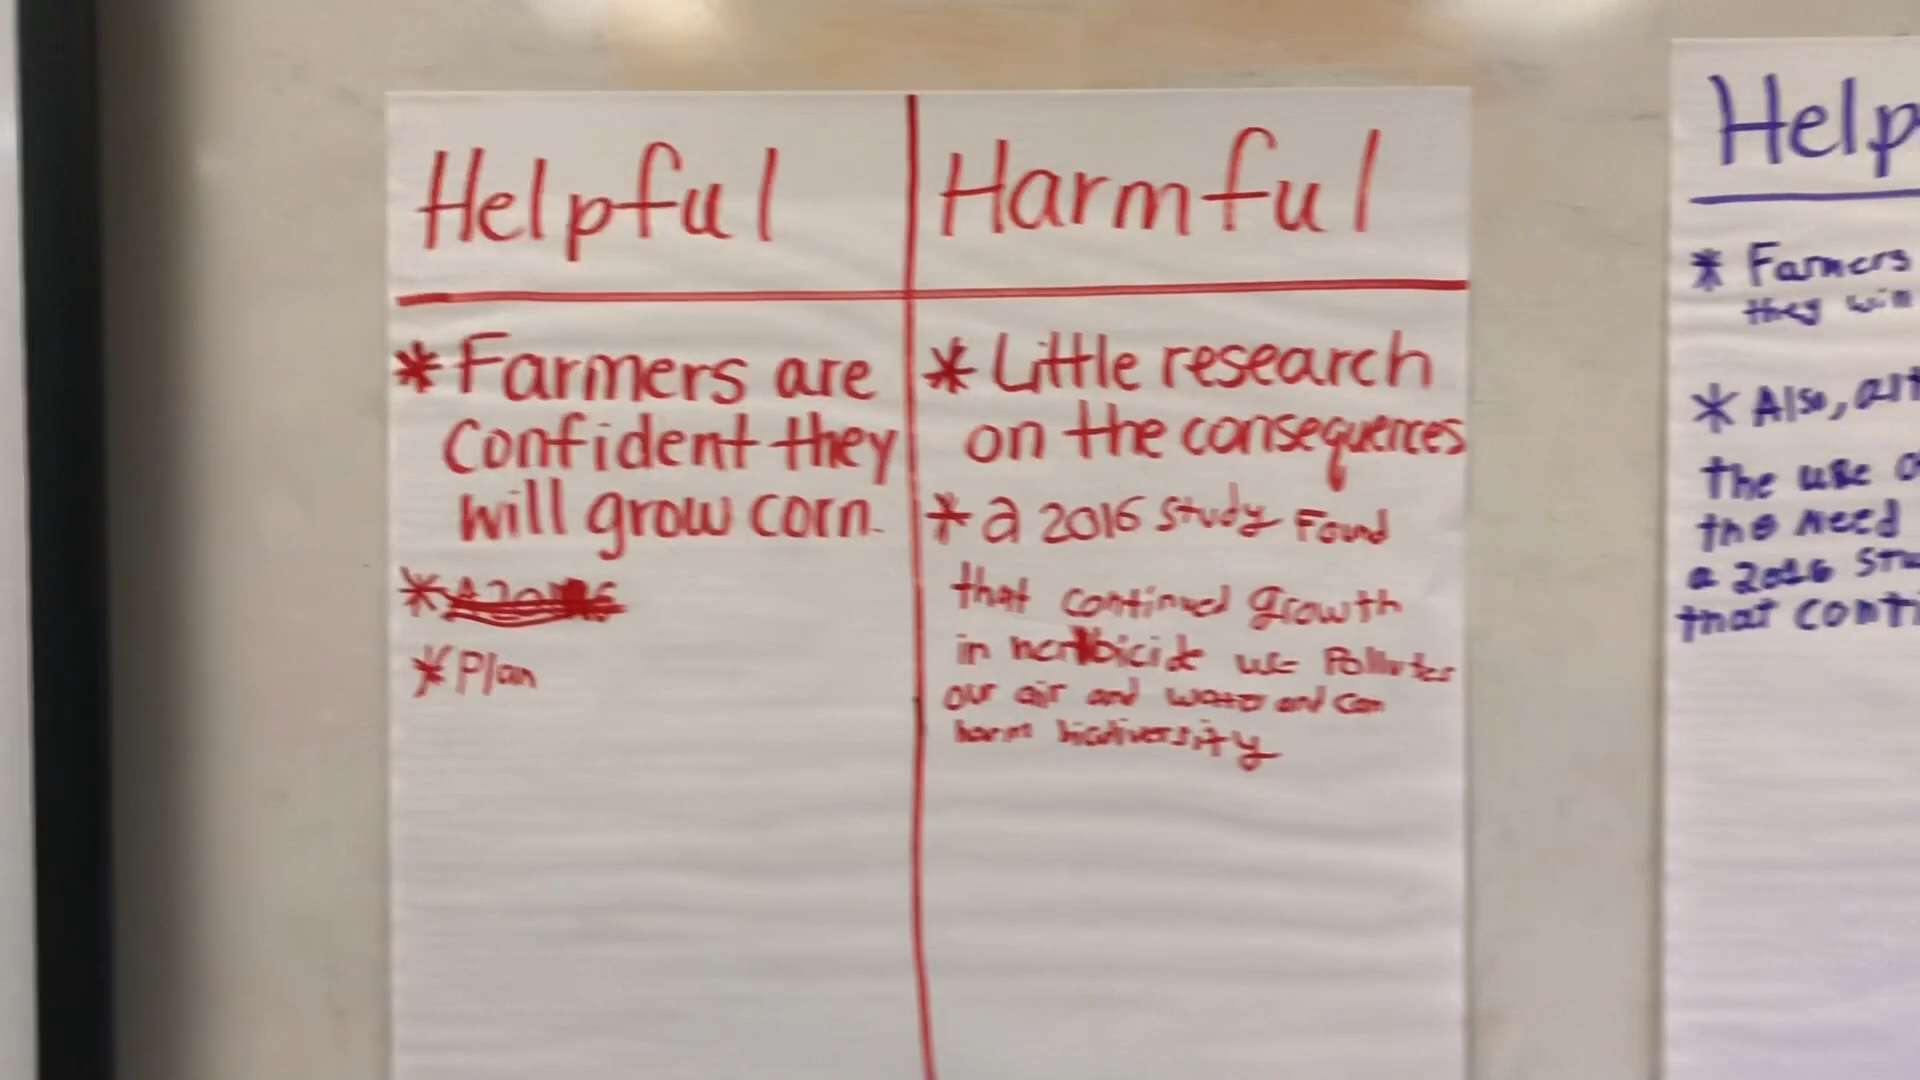 Helpful
Harmful
* Farmers are
confident they
will grow corn.
*
* Plan
* Little research
on the consequences
* a 2016 study Found
that continued Growth
in herbicide use Pollutes
our air and water and can
harm biodiversity
Help
* Farmers
they will
* Also,
the use
the need
a 2016
that